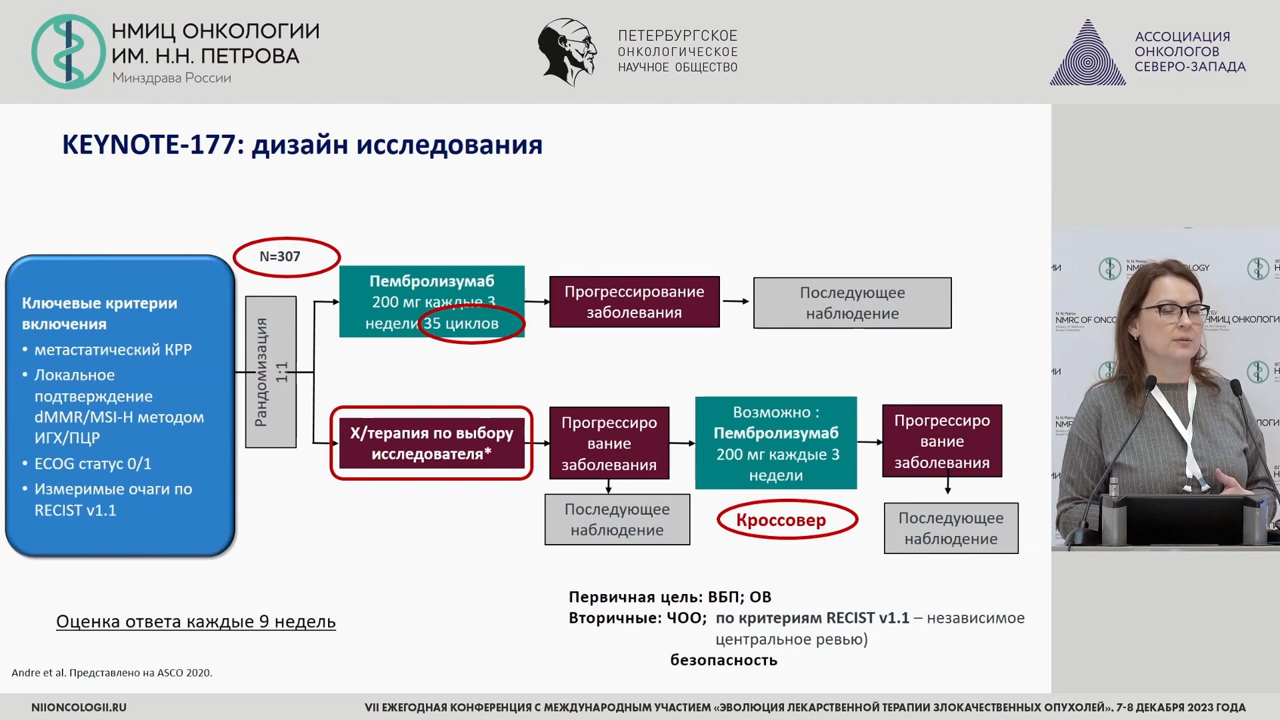 НМИЦ ОНКОЛОГИИ
ИМ. Н.Н. ПЕТРОВА
Минздрава России
ПЕТЕРБУРГСКОЕ
ОНКОЛОГИЧЕСКОЕ
НАУЧНОЕ ОБЩЕСТВО
АССОЦИАЦИЯ
ОНКОЛОГОВ
СЕВЕРО-ЗАПАДА
KEYNOTE-177: дизайн исследования
N=307
Ключевые критерии
включения
• метастатический КРР
• Локальное
подтверждение
dMMR/MSI-H методом
ИГХ/ПЦР
• ECOG статус 0/1
• Измеримые очаги по
RECIST v1.1
Рандомизация
1:1
Пембролизумаб
200 мг каждые 3
недели 35 циклов
Прогрессирование
заболевания
Последующее
наблюдение
Х/терапия по выбору
исследователя*
Прогрессиро
вание
заболевания
Последующее
наблюдение
Возможно :
Пембролизумаб
200 мг каждые 3
недели
Кроссовер
Прогрессиро
вание
заболевания
Последующее
наблюдение
Оценка ответа каждые 9 недель
Первичная цель: ВБП; ОВ
Вторичные: ЧОО; по критериям RECIST v1.1 – независимое
центральное ревью)
безопасность
Andre et al. Представлено на ASCO 2020.
NIIONCOLOGII.RU
VII ЕЖЕГОДНАЯ КОНФЕРЕНЦИЯ С МЕЖДУНАРОДНЫМ УЧАСТИЕМ «ЭВОЛЮЦИЯ ЛЕКАРСТВЕННОЙ ТЕРАПИИ ЗЛОКАЧЕСТВЕННЫХ ОПУХОЛЕЙ». 7-8 ДЕКАБРЯ 2023 ГОДА